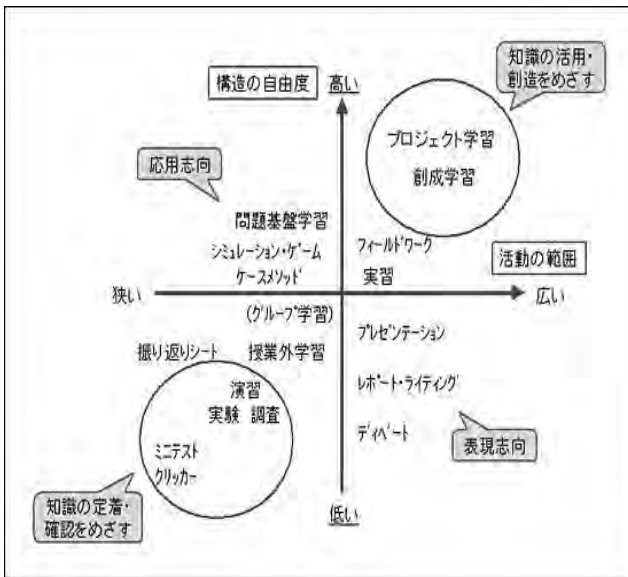 知識の活用・
創造をめざす
構造の自由度
高い
プロジェクト学習
創成学習
応用志向
問題基盤学習
シミュレーション・ゲーム
ケースメソッド
フィールドワーク
実習
活動の範囲
狭い
広い
(グループ学習)
プレゼンテーション
振り返りシート
授業外学習
演習
実験 調査
レポート・ライティング
ミニテスト
クリッカー
ディベート
表現志向
知識の定着・
確認をめざす
低い